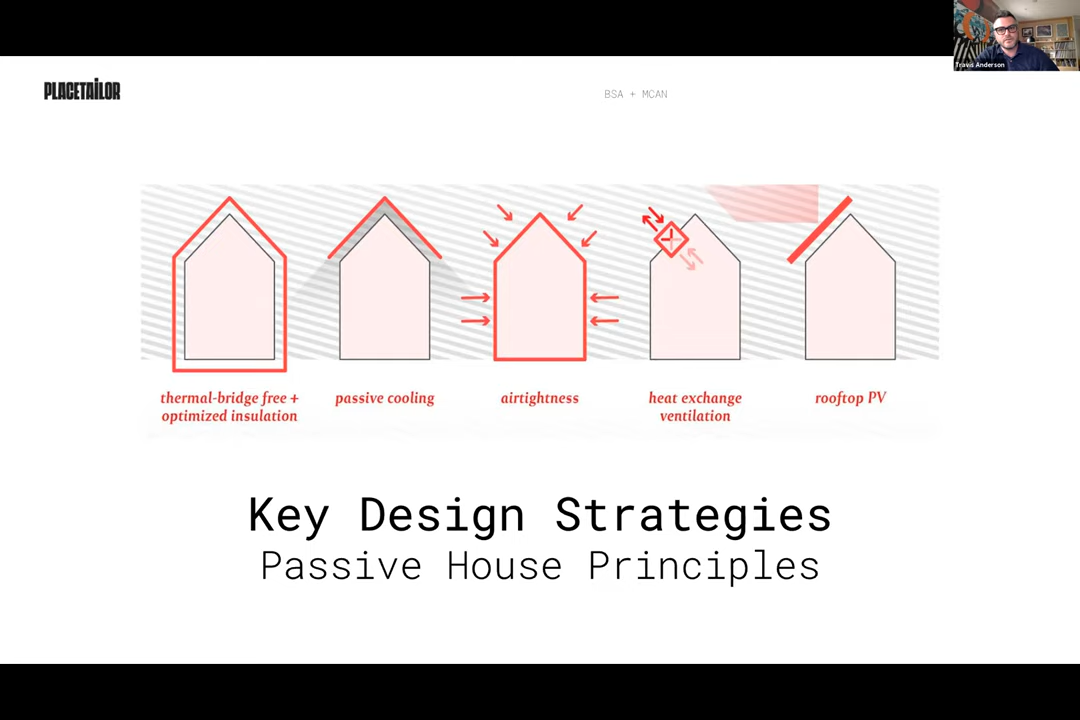 Travis Anderson
PLACETAILOR
BSA + MCAN
thermal-bridge free +
optimized insulation
passive cooling
airtightness
heat exchange
ventilation
rooftop PV
Key Design Strategies
Passive House Principles